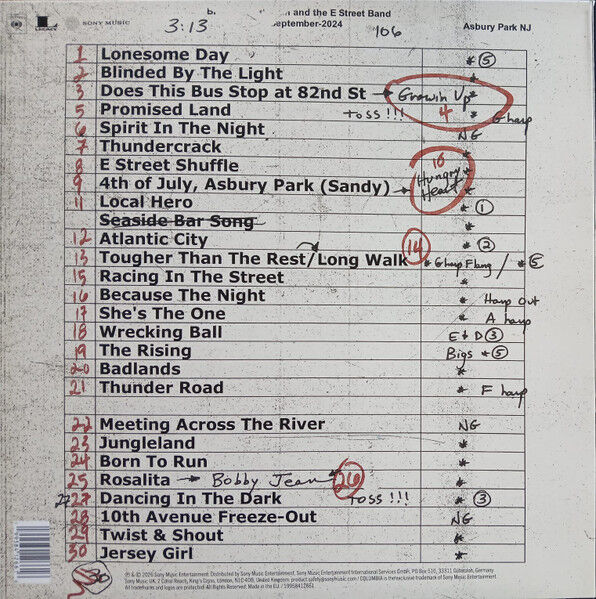 SONY MUSIC
LEGACY
3:13
and the E Street Band
September-2024
106
Asbury Park NJ
1 Lonesome Day * 5
2 Blinded By The Light *
3 Does This Bus Stop at 82nd St → Growin Up *
4
5 Promised Land TOSS!!! * G harp
6 Spirit In The Night NG
7 Thundercrack *
8 E Street Shuffle *
10 Hungry Heart
9 4th of July, Asbury Park (Sandy) → *
11 Local Hero * 1
Seaside Bar Song *
12 Atlantic City * 2
13 Tougher Than The Rest/Long Walk 14 * G harp / * E
15 Racing In The Street *
16 Because The Night * Harp Out
17 She's The One * A harp
18 Wrecking Ball E + D 3
19 The Rising Bigs * 5
20 Badlands *
21 Thunder Road * F harp
22 Meeting Across The River NG
23 Jungleland *
24 Born To Run *
25 Rosalita → Bobby Jean 26 *
27 27 Dancing In The Dark TOSS!!! * 3
28 10th Avenue Freeze-Out NG
29 Twist & Shout *
30 Jersey Girl *
30